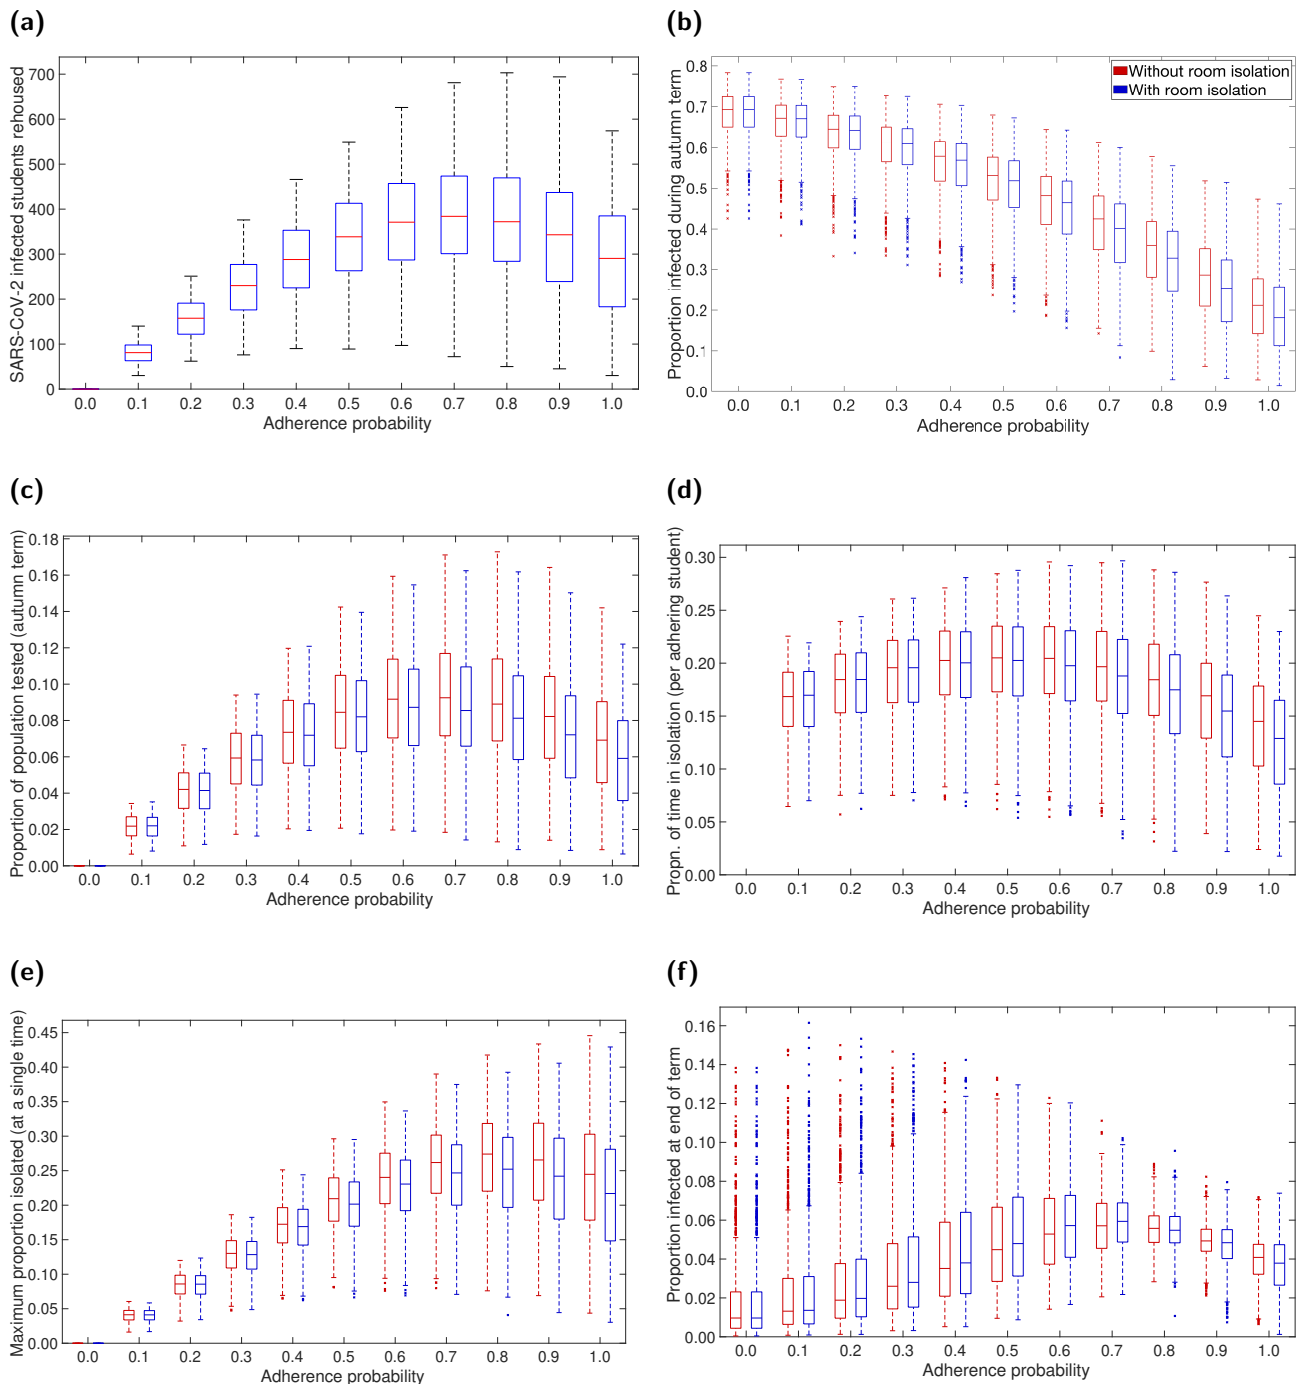 (a)
SARS-CoV-2 infected students rehoused
700
600
500
400
300
200
100
0
0.0 0.1 0.2 0.3 0.4 0.5 0.6 0.7 0.8 0.9 1.0
Adherence probability
(b)
Proportion infected during autumn term
0.8
0.7
0.6
0.5
0.4
0.3
0.2
0.1
0.0
Without room isolation
With room isolation
0.0 0.1 0.2 0.3 0.4 0.5 0.6 0.7 0.8 0.9 1.0
Adherence probability
(c)
Proportion of population tested (autumn term)
0.18
0.16
0.14
0.12
0.10
0.08
0.06
0.04
0.02
0.00
0.0 0.1 0.2 0.3 0.4 0.5 0.6 0.7 0.8 0.9 1.0
Adherence probability
(d)
Propn. of time in isolation (per adhering student)
0.30
0.25
0.20
0.15
0.10
0.05
0.00
0.0 0.1 0.2 0.3 0.4 0.5 0.6 0.7 0.8 0.9 1.0
Adherence probability
(e)
Maximum proportion isolated (at a single time)
0.45
0.40
0.35
0.30
0.25
0.20
0.15
0.10
0.05
0.00
0.0 0.1 0.2 0.3 0.4 0.5 0.6 0.7 0.8 0.9 1.0
Adherence probability
(f)
Proportion infected at end of term
0.16
0.14
0.12
0.10
0.08
0.06
0.04
0.02
0.00
0.0 0.1 0.2 0.3 0.4 0.5 0.6 0.7 0.8 0.9 1.0
Adherence probability